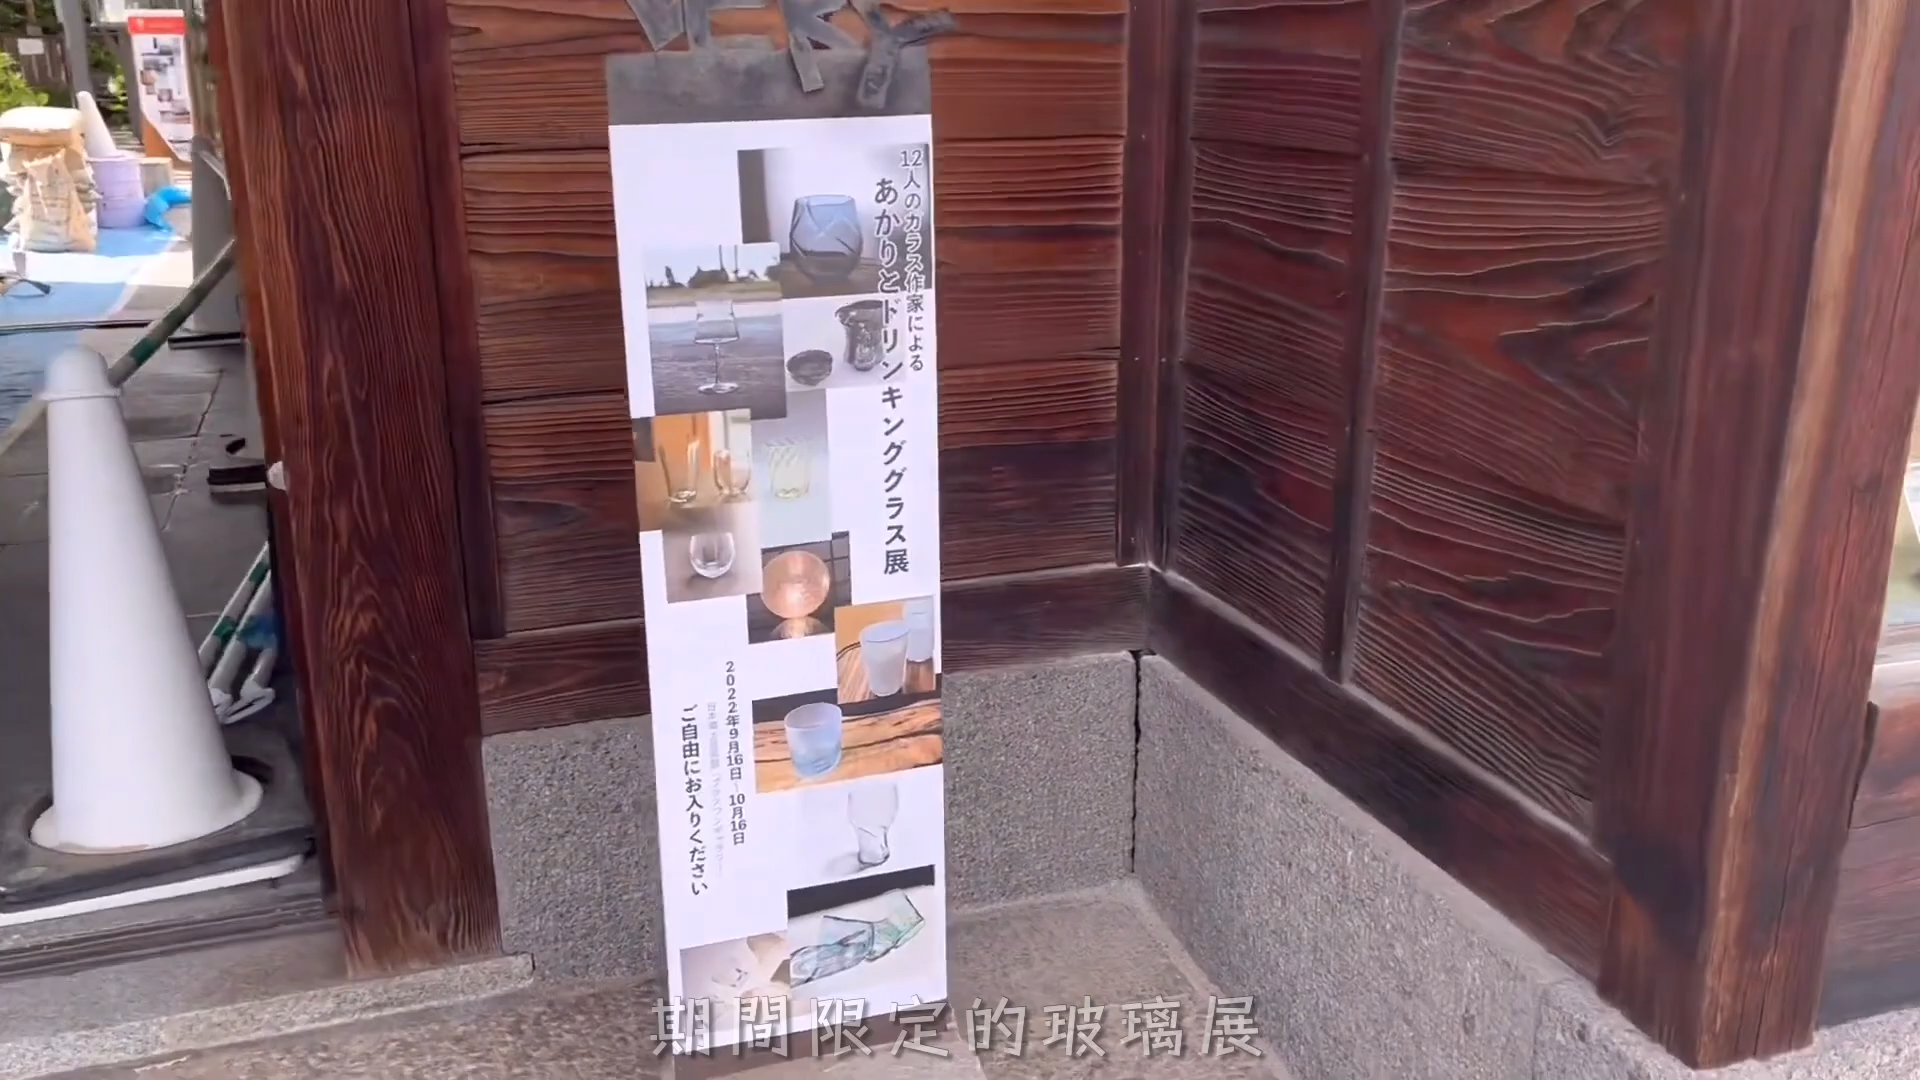 12人のガラス作家による
あかりとドリンキンググラス展
2022年9月16日 10月16日
ご自由にお入りください
期間限定的玻璃展